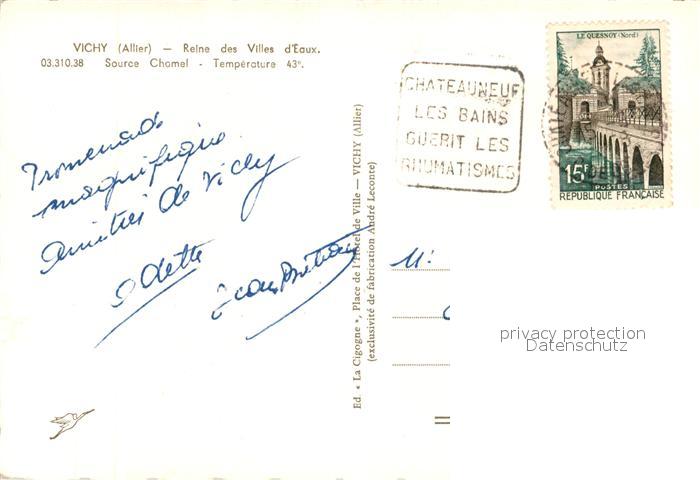 VICHY (Allier) — Reine des Villes d'Eaux.
03.310.38 Source Chomel - Température 43°.
Promenade
magnifique
Amitiés de Vichy
Odette
CHATEAUNEUF
LES BAINS
GUERIT LES
RHUMATISMES
LE QUESNOY (Nord)
15F
POSTES
REPUBLIQUE FRANÇAISE
Ed. « La Cigogne », Place de l'Hôtel de Ville — VICHY (Allier)
(exclusivité de fabrication André Leconte)
M.
privacy protection
Datenschutz